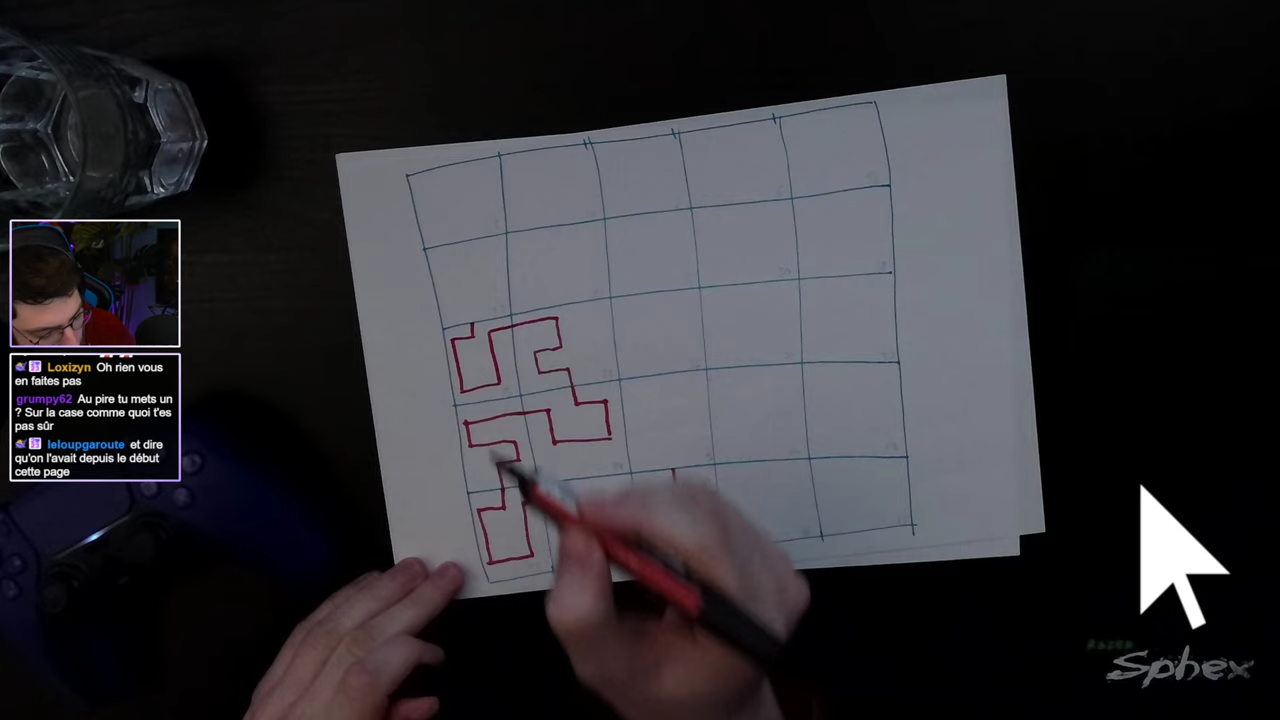 Loxizyn Oh rien vous
en faites pas
grumpy62 Au pire tu mets un
? Sur la case comme quoi t'es
pas sûr
leloupgaroute et dire
qu'on l'avait depuis le début
cette page
RAZER
Sphex